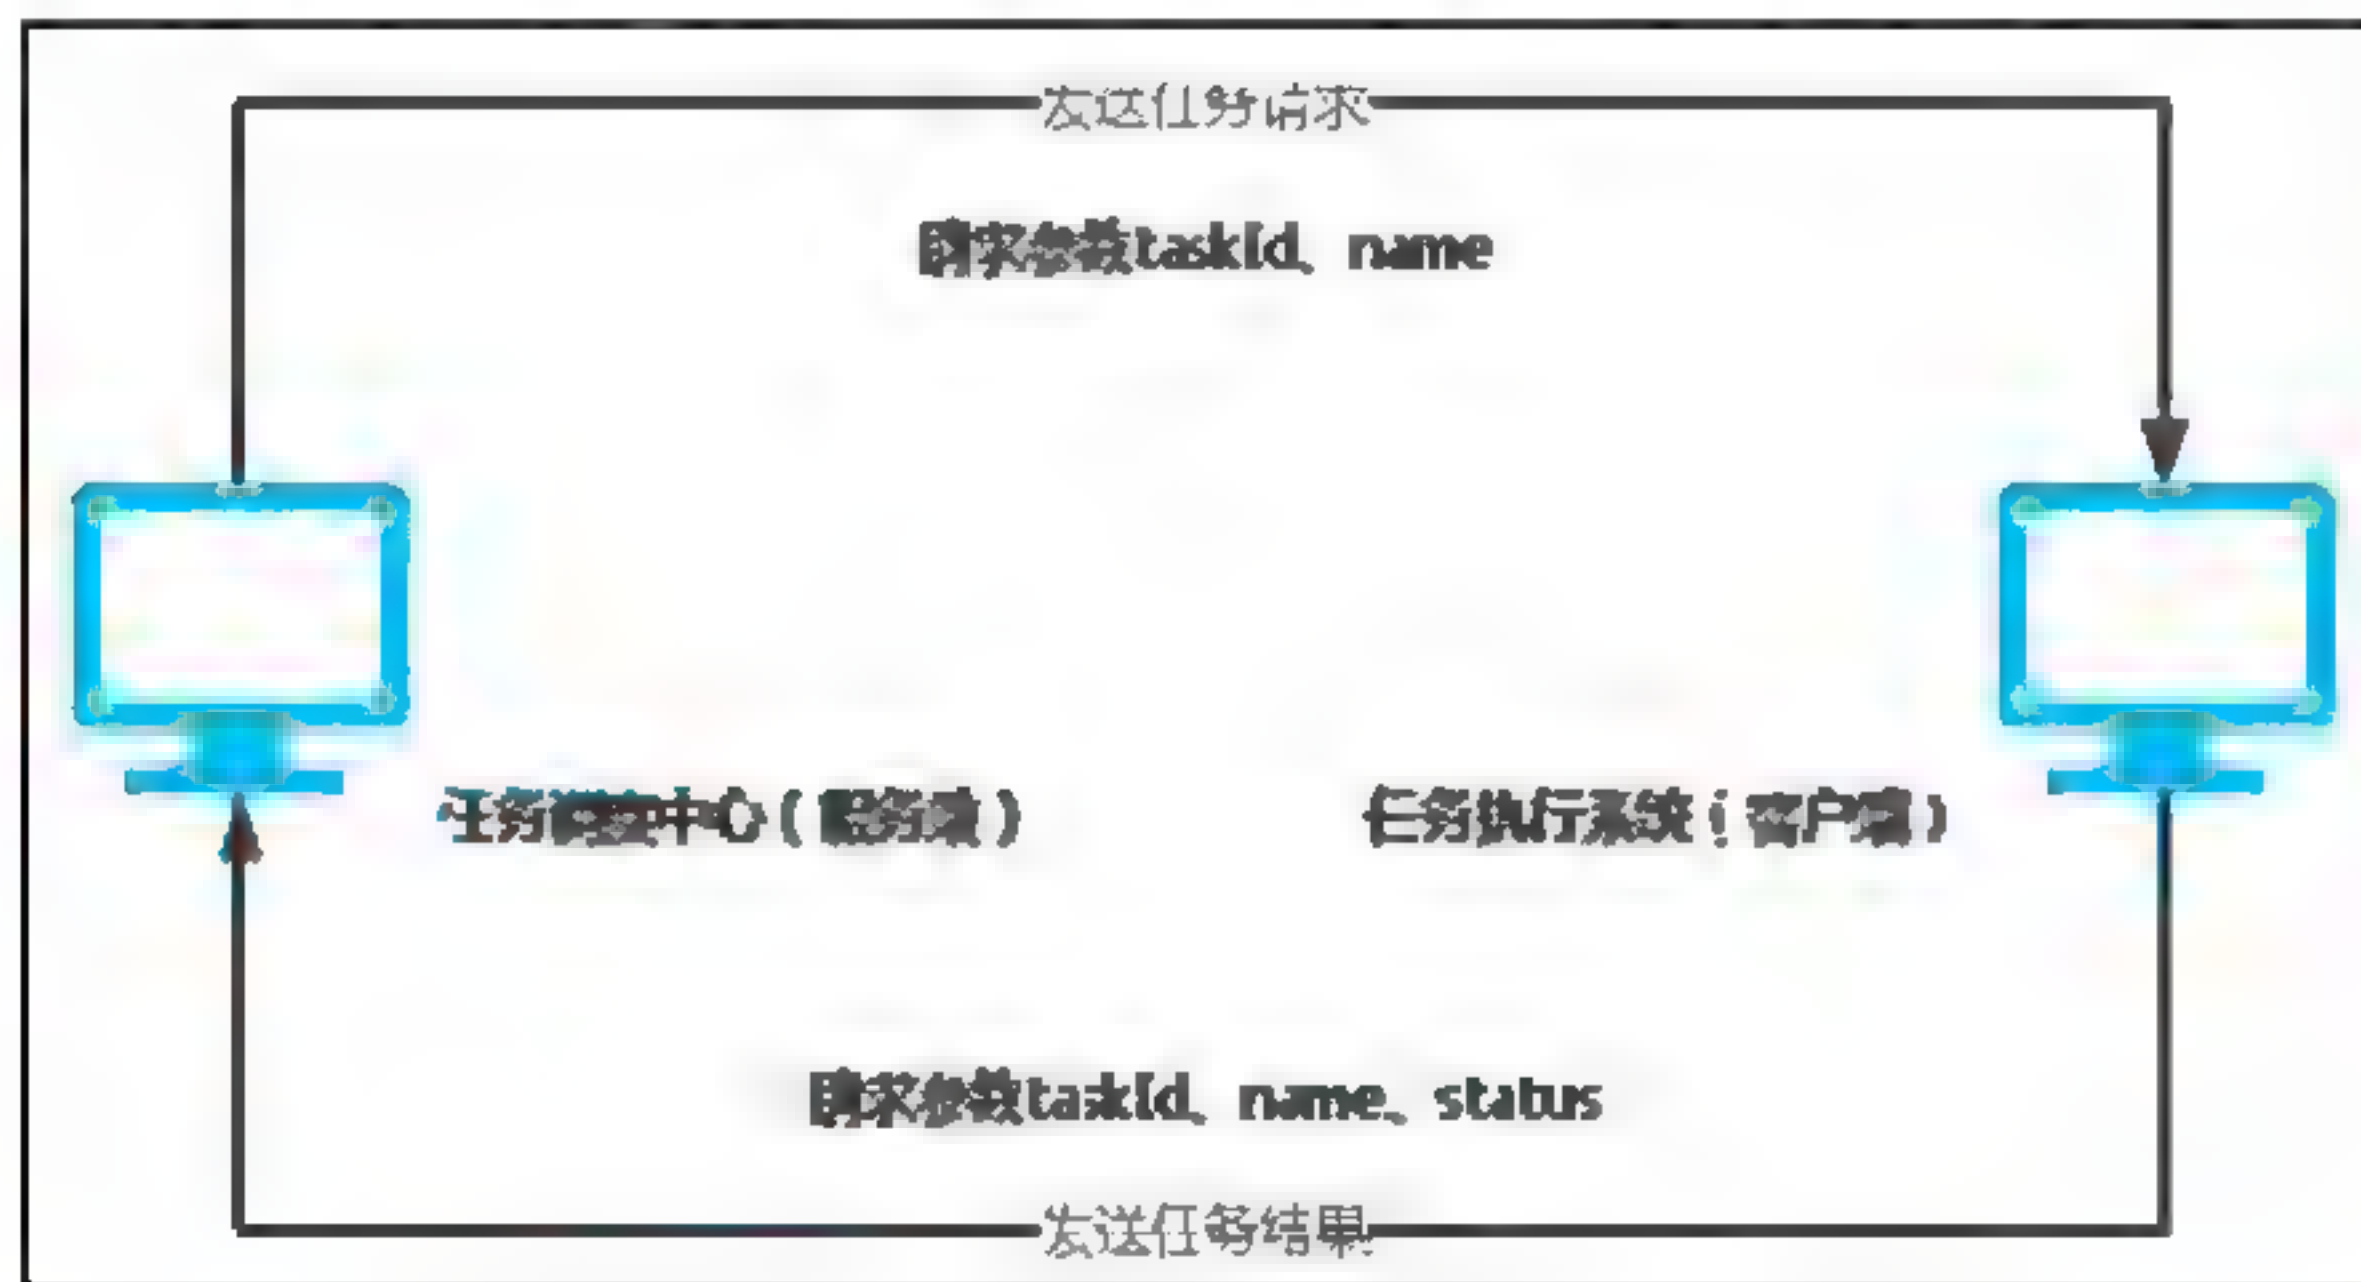 发送任务请求
请求参数taskId、name
任务调度中心（服务端）
任务执行系统（客户端）
请求参数taskId、name、status
发送任务结果